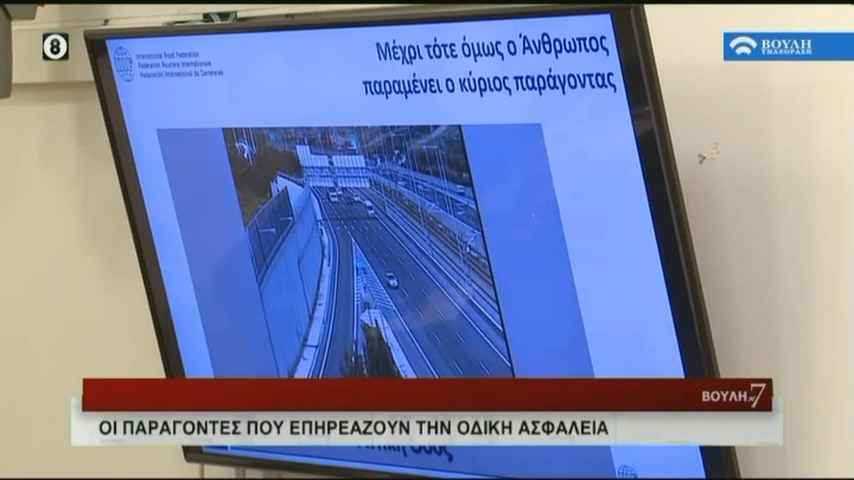 8
International Road Federation
Fédération Routière Internationale
Federación Internacional de Carreteras
Μέχρι τότε όμως ο Άνθρωπος
παραμένει ο κύριος παράγοντας
ΒΟΥΛΗ
ΤΗΛΕΟΡΑΣΗ
ΒΟΥΛΗ 7
ΟΙ ΠΑΡΑΓΟΝΤΕΣ ΠΟΥ ΕΠΗΡΕΑΖΟΥΝ ΤΗΝ ΟΔΙΚΗ ΑΣΦΑΛΕΙΑ